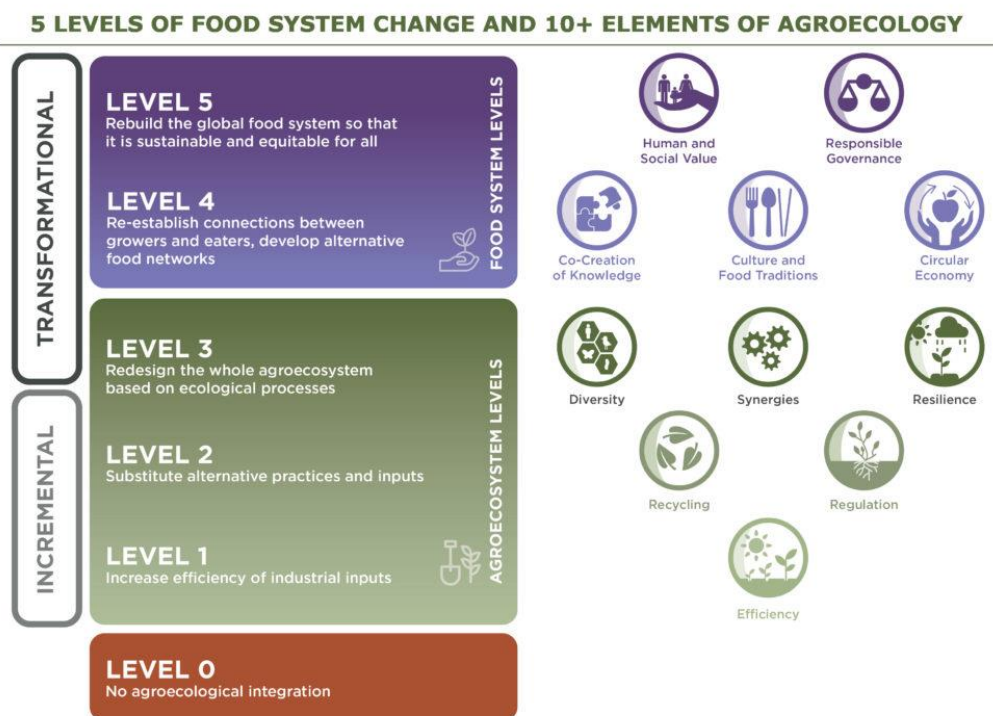 5 LEVELS OF FOOD SYSTEM CHANGE AND 10+ ELEMENTS OF AGROECOLOGY
TRANSFORMATIONAL
INCREMENTAL
LEVEL 5
Rebuild the global food system so that
it is sustainable and equitable for all
LEVEL 4
Re-establish connections between
growers and eaters, develop alternative
food networks
FOOD SYSTEM LEVELS
LEVEL 3
Redesign the whole agroecosystem
based on ecological processes
LEVEL 2
Substitute alternative practices and inputs
LEVEL 1
Increase efficiency of industrial inputs
AGROECOSYSTEM LEVELS
LEVEL 0
No agroecological integration
Human and
Social Value
Responsible
Governance
Co-Creation
of Knowledge
Culture and
Food Traditions
Circular
Economy
Diversity
Synergies
Resilience
Recycling
Regulation
Efficiency